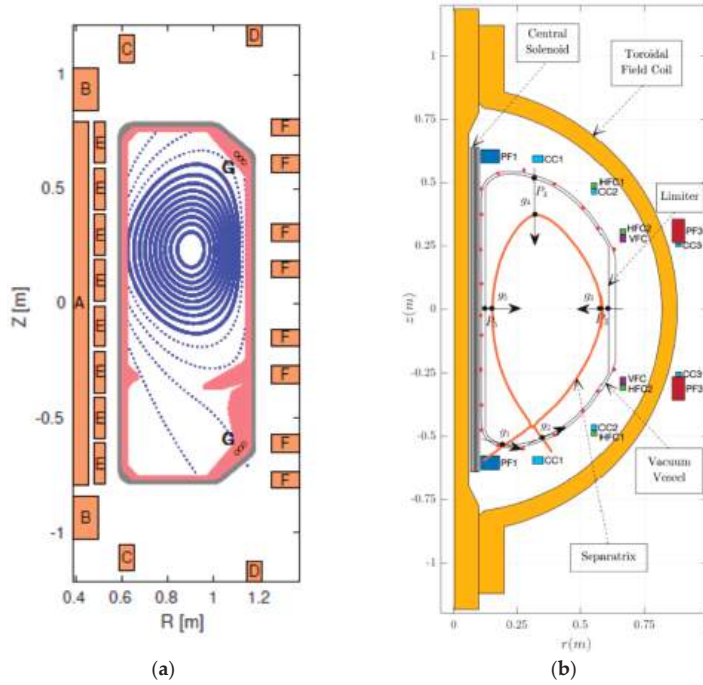 C D
1
B
F
E
F
0.5
G
E
F
E
F
Z [m]
0
A
E
E
F
E
F
-0.5
E
G
F
E
F
B
-1
C D
0.4 0.6 0.8 1 1.2
R [m]
(a)
Central
Solenoid
Toroidal
Field Coil
1
0.75
PF1 CC1
0.5
HFC1
CC2
Limiter
HFC2
VFC
PF3
CC3
0.25
z(m)
0
-0.25
VFC
HFC2
CC3
PF3
g1 g2
CC2
HFC1
-0.5
PF1 CC1
Vacuum
Vessel
-0.75
Separatrix
-1
0 0.25 0.5 0.75
r(m)
(b)